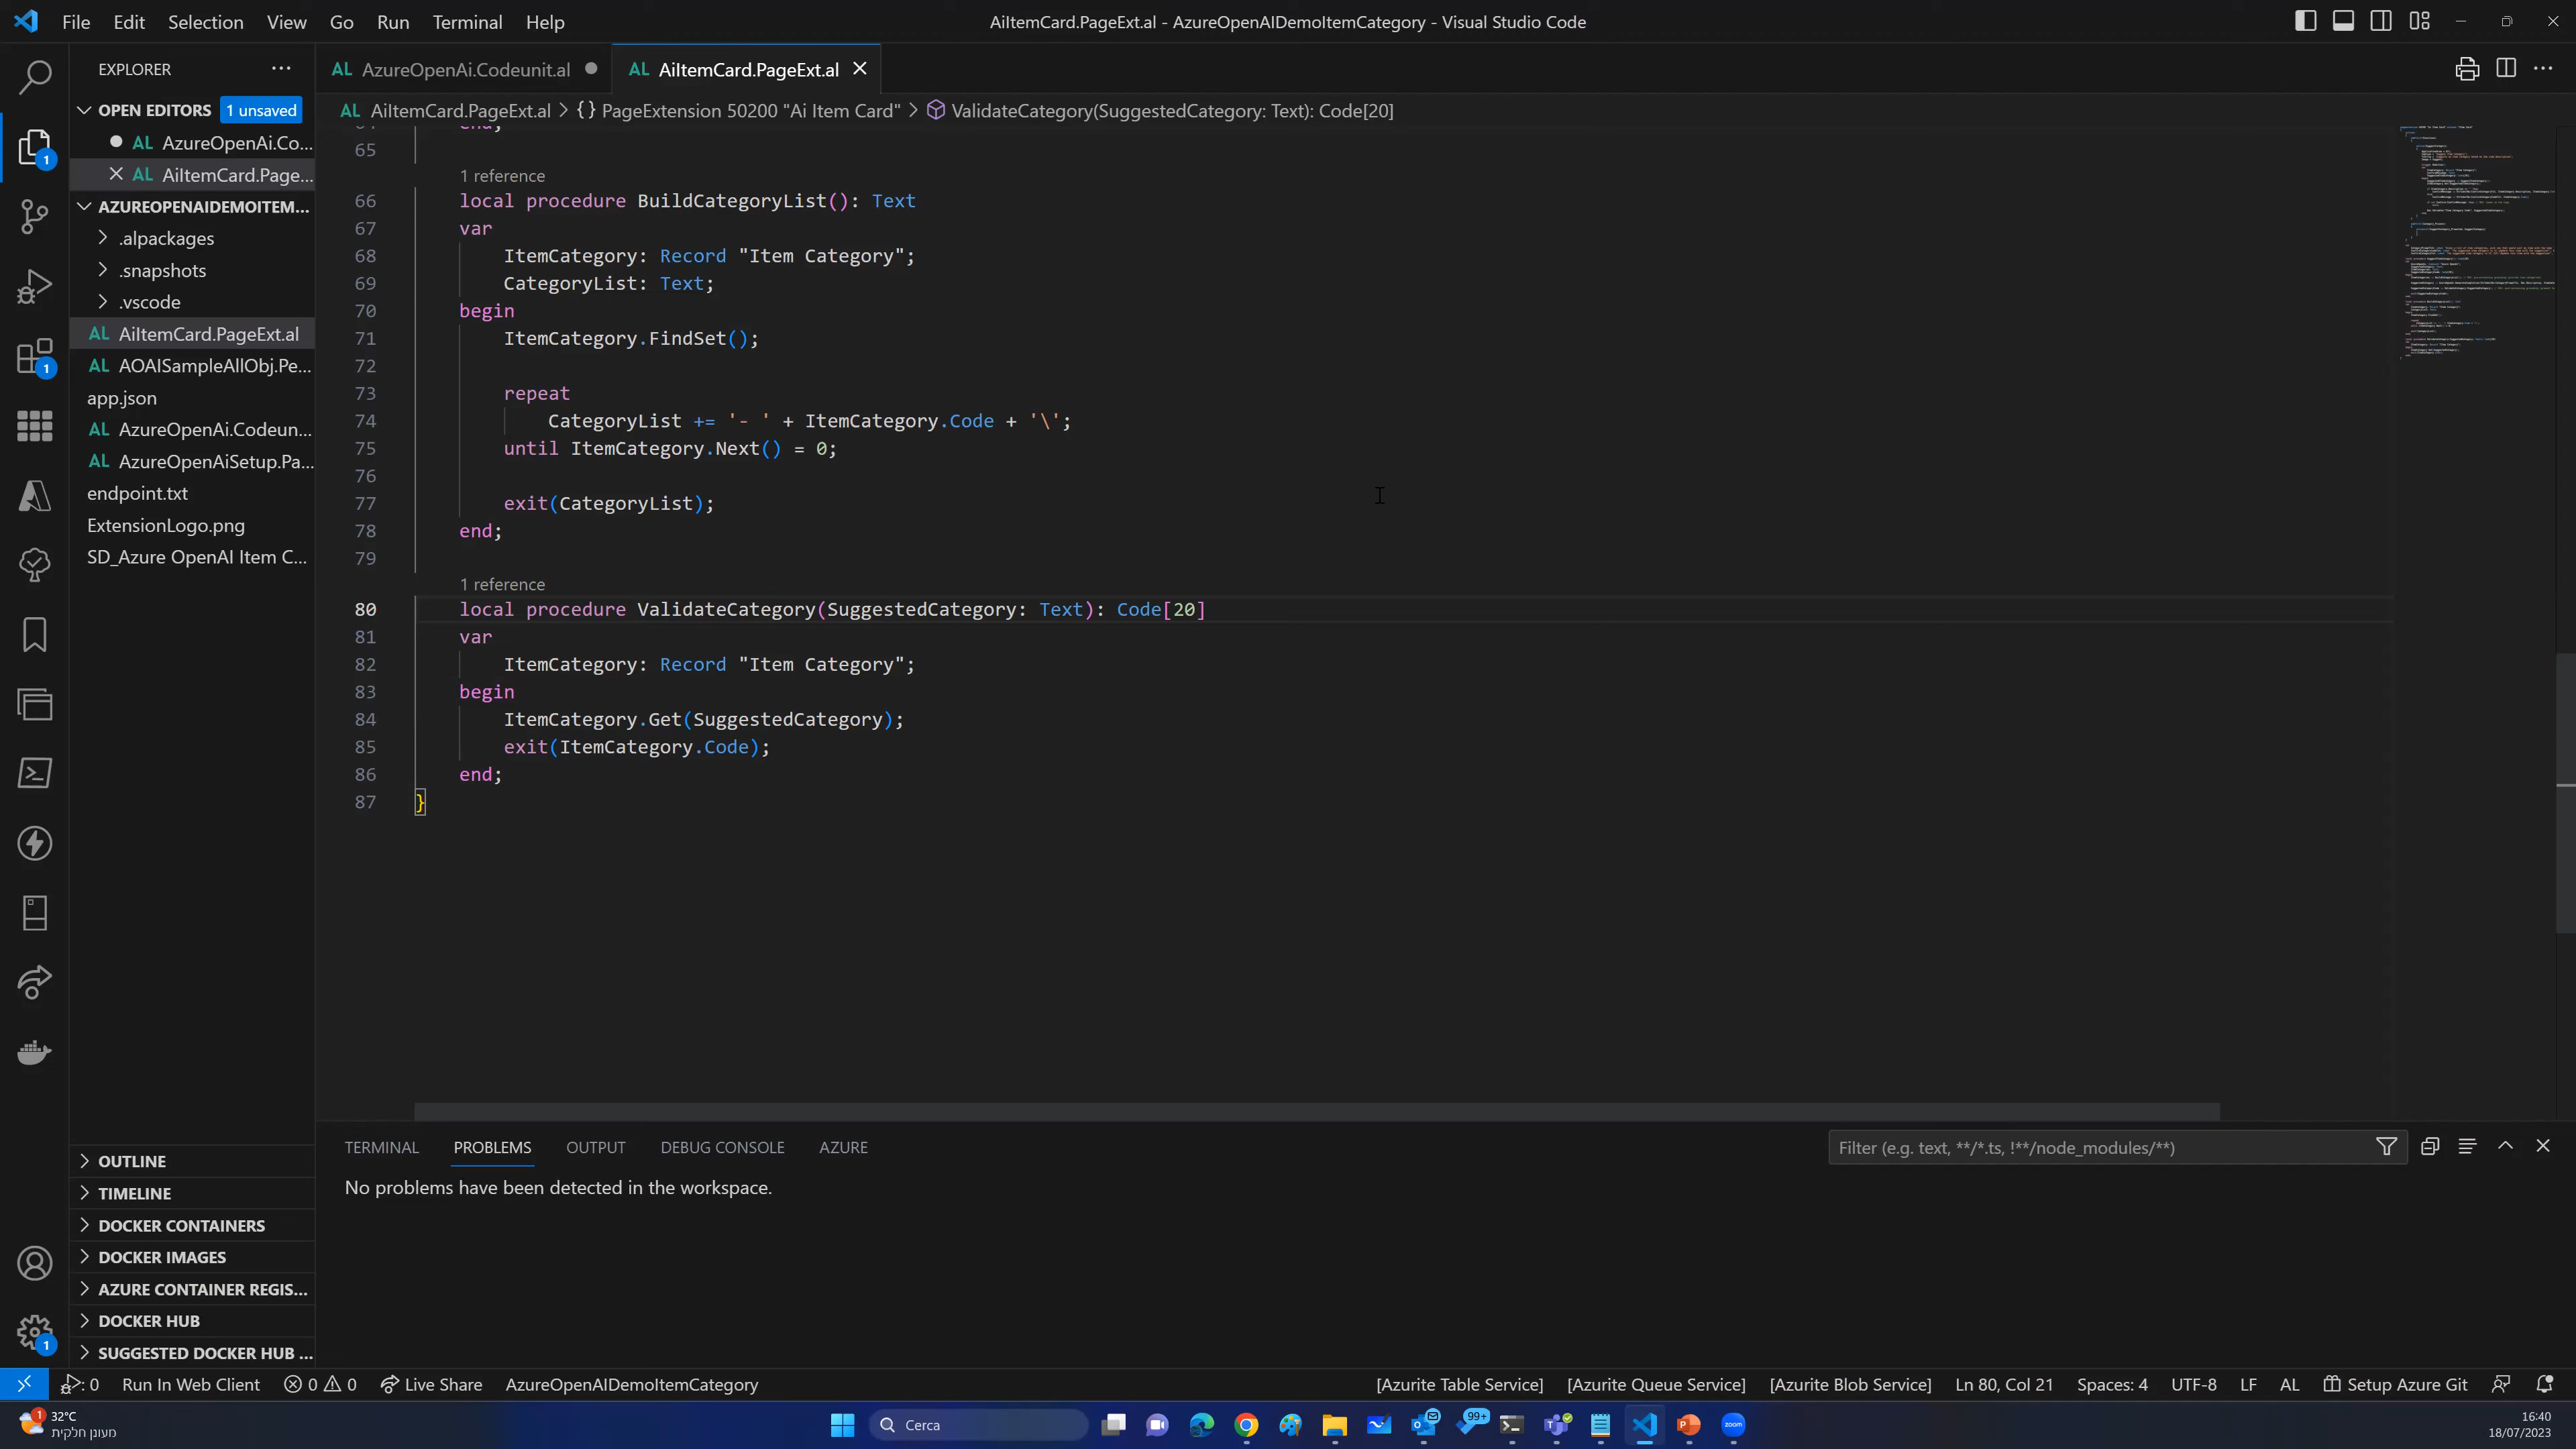 File Edit Selection View Go Run Terminal Help
AiItemCard.PageExt.al - AzureOpenAIDemoItemCategory - Visual Studio Code
EXPLORER
AL AzureOpenAi.Codeunit.al
AL AiItemCard.PageExt.al
OPEN EDITORS 1 unsaved
AL AzureOpenAi.Co...
AL AiItemCard.Page...
AL AiItemCard.PageExt.al > {} PageExtension 50200 "Ai Item Card" > ValidateCategory(SuggestedCategory: Text): Code[20]
AZUREOPENAIDEMOITEM...
.alpackages
.snapshots
.vscode
AL AiItemCard.PageExt.al
AL AOAISampleAllObj.Pe...
app.json
AL AzureOpenAi.Codeun...
AL AzureOpenAiSetup.Pa...
endpoint.txt
ExtensionLogo.png
SD_Azure OpenAI Item C...
1
1
64 end;
65
1 reference
66 local procedure BuildCategoryList(): Text
67 var
68 ItemCategory: Record "Item Category";
69 CategoryList: Text;
70 begin
71 ItemCategory.FindSet();
72
73 repeat
74 CategoryList += '- ' + ItemCategory.Code + '\';
75 until ItemCategory.Next() = 0;
76
77 exit(CategoryList);
78 end;
79
1 reference
80 local procedure ValidateCategory(SuggestedCategory: Text): Code[20]
81 var
82 ItemCategory: Record "Item Category";
83 begin
84 ItemCategory.Get(SuggestedCategory);
85 exit(ItemCategory.Code);
86 end;
87 }
OUTLINE
TIMELINE
DOCKER CONTAINERS
DOCKER IMAGES
AZURE CONTAINER REGIS...
DOCKER HUB
SUGGESTED DOCKER HUB ...
1
TERMINAL PROBLEMS OUTPUT DEBUG CONSOLE AZURE
Filter (e.g. text, **/*.ts, !**/node_modules/**)
No problems have been detected in the workspace.
0 Run In Web Client 0 0 Live Share AzureOpenAIDemoItemCategory
[Azurite Table Service] [Azurite Queue Service] [Azurite Blob Service] Ln 80, Col 21 Spaces: 4 UTF-8 LF AL Setup Azure Git
1
32°C
מעונן חלקית
Cerca
99+
zoom
16:40
18/07/2023